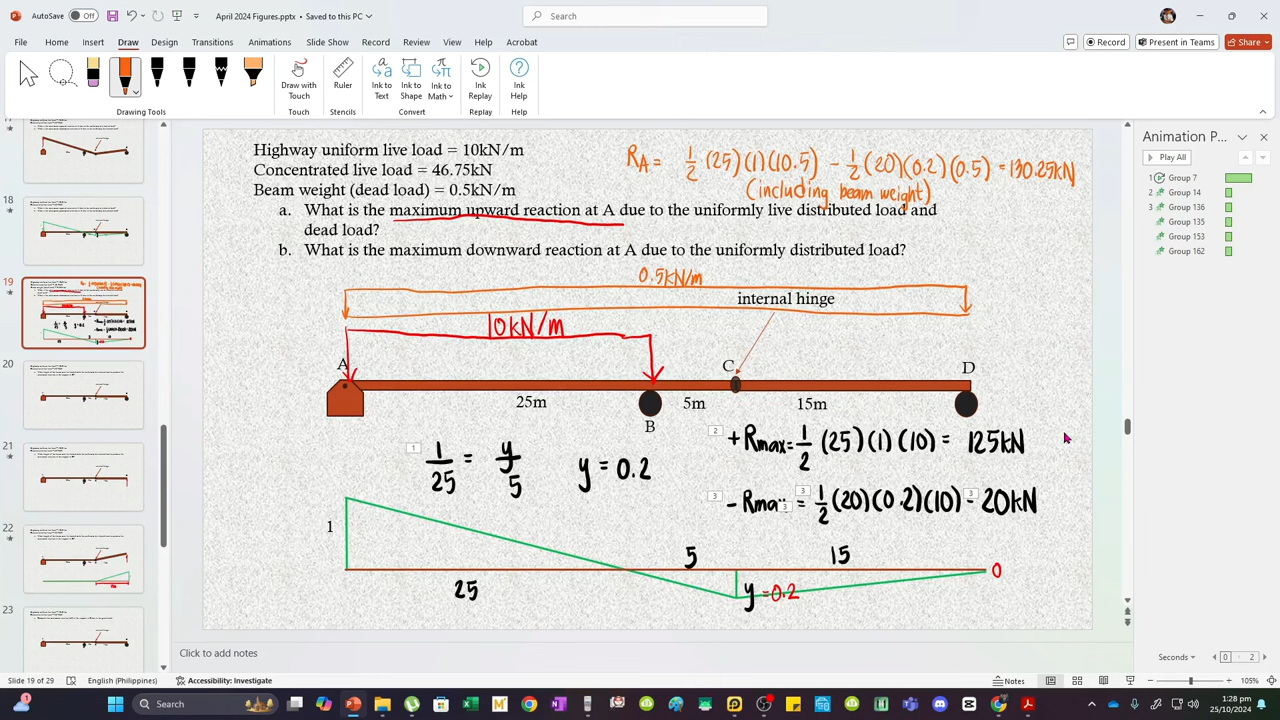 AutoSave Off April 2024 Figures.pptx • Saved to this PC Search
File Home Insert Draw Design Transitions Animations Slide Show Record Review View Help Acrobat Record Present in Teams Share
Draw with Touch Ruler Ink to Text Ink to Shape Ink to Math Ink Replay Ink Help
Drawing Tools Touch Stencils Convert Replay Help
Highway uniform live load = 10kN/m
Concentrated live load = 46.75kN
Beam weight (dead load) = 0.5kN/m
R_A = 1/2 (25)(1)(10.5) - 1/2 (20)(0.2)(0.5) = 130.25kN
(including beam weight)
a. What is the maximum upward reaction at A due to the uniformly live distributed load and
dead load?
b. What is the maximum downward reaction at A due to the uniformly distributed load?
0.5kN/m
internal hinge
10kN/m
A C D
25m 5m 15m
B
1/25 = y/5 y = 0.2
+Rmax = 1/2 (25)(1)(10) = 125kN
1 5 15
25 y = 0.2 0
Animation P...
Play All
1 Group 7
2 Group 14
3 Group 136
Group 135
Group 153
Group 162
Seconds 0 2
18
19
20
21
22
23
Click to add notes
Slide 19 of 29 English (Philippines) Accessibility: Investigate Notes 105%
Search 1:28 pm
25/10/2024